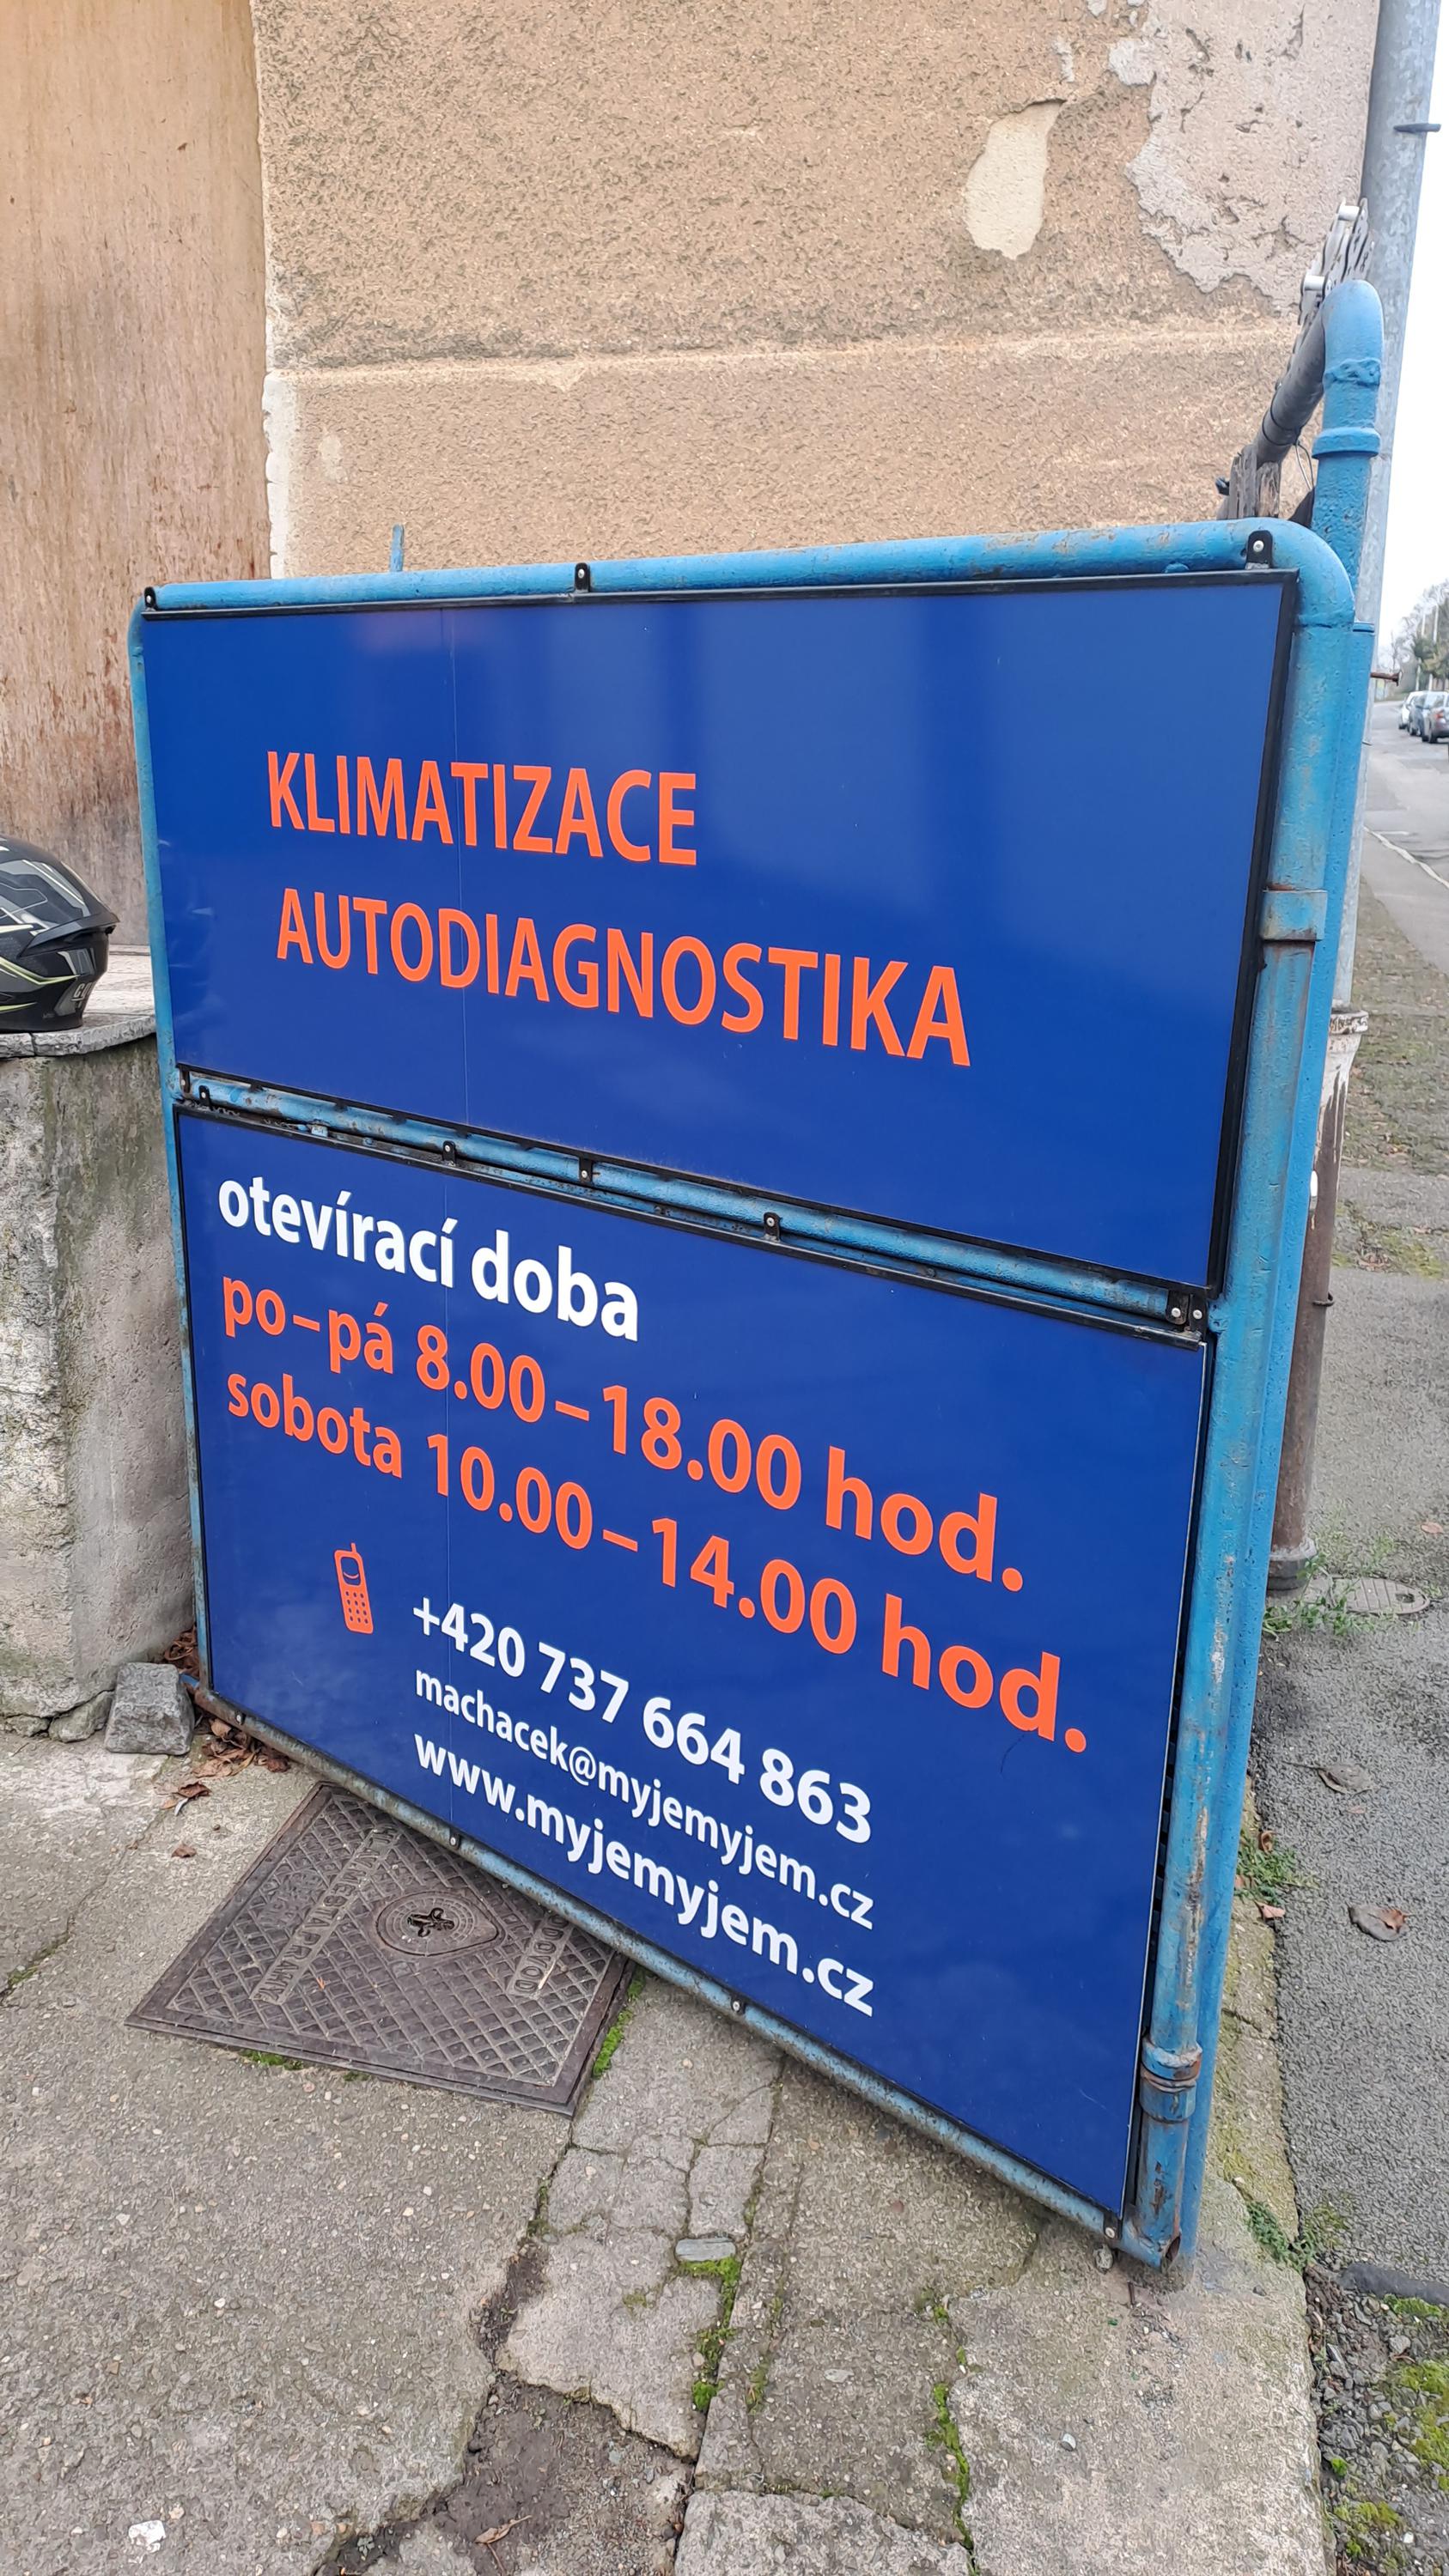 KLIMATIZACE
AUTODIAGNOSTIKA
otevírací doba
po–pá 8.00–18.00 hod.
sobota 10.00–14.00 hod.
+420 737 664 863
machacek@myjemyjem.cz
www.myjemyjem.cz